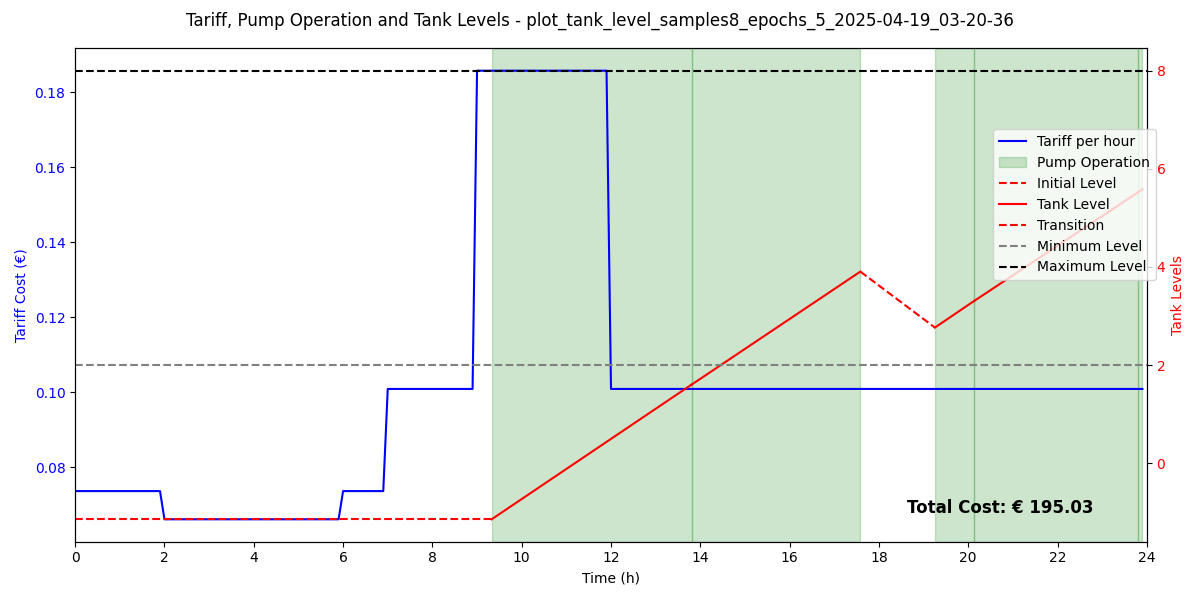 Tariff, Pump Operation and Tank Levels - plot_tank_level_samples8_epochs_5_2025-04-19_03-20-36
0.18
0.16
0.14
0.12
0.10
0.08
Tariff Cost (€)
8
6
4
2
0
Tank Levels
Tariff per hour
Pump Operation
Initial Level
Tank Level
Transition
Minimum Level
Maximum Level
Total Cost: € 195.03
0 2 4 6 8 10 12 14 16 18 20 22 24
Time (h)